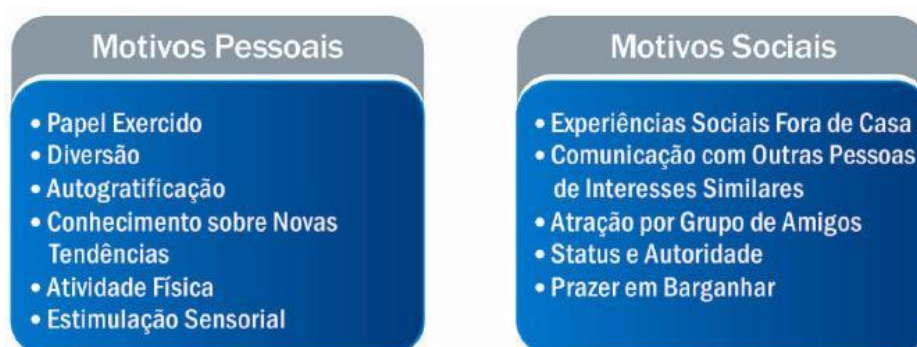 Motivos Pessoais
• Papel Exercido
• Diversão
• Autogratificação
• Conhecimento sobre Novas
Tendências
• Atividade Física
• Estimulação Sensorial
Motivos Sociais
• Experiências Sociais Fora de Casa
• Comunicação com Outras Pessoas
de Interesses Similares
• Atração por Grupo de Amigos
• Status e Autoridade
• Prazer em Barganhar